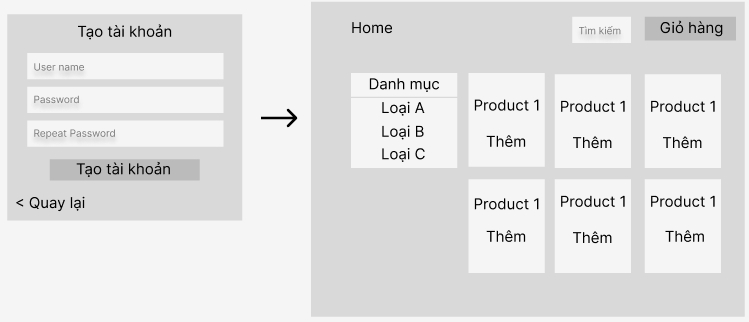 Tạo tài khoản
User name
Password
Repeat Password
Tạo tài khoản
< Quay lại
Home
Tìm kiếm
Giỏ hàng
Danh mục
Loại A
Loại B
Loại C
Product 1
Thêm
Product 1
Thêm
Product 1
Thêm
Product 1
Thêm
Product 1
Thêm
Product 1
Thêm